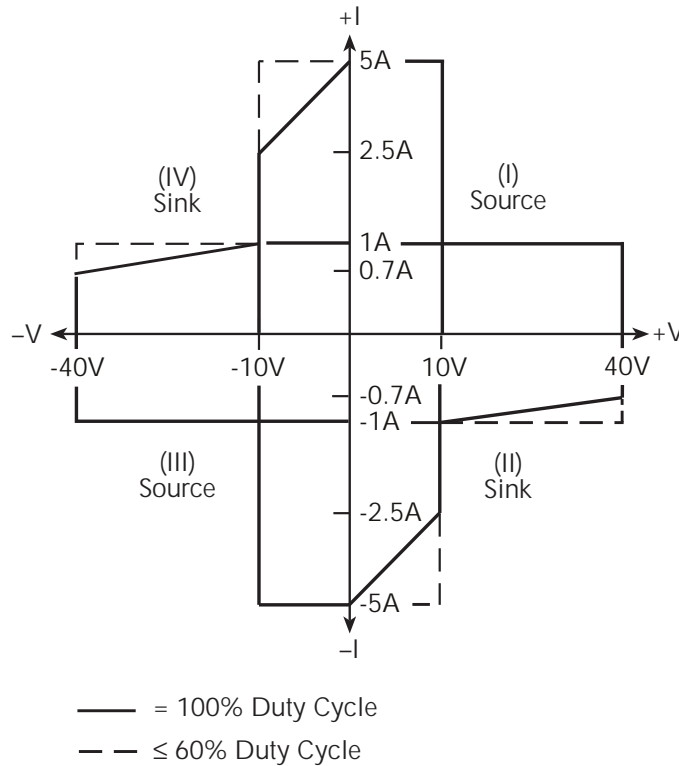 +I
5A
2.5A
(IV)
Sink
(I)
Source
1A
0.7A
–V
+V
-40V
-10V
10V
40V
-0.7A
-1A
(III)
Source
(II)
Sink
-2.5A
-5A
–I
= 100% Duty Cycle
≤ 60% Duty Cycle